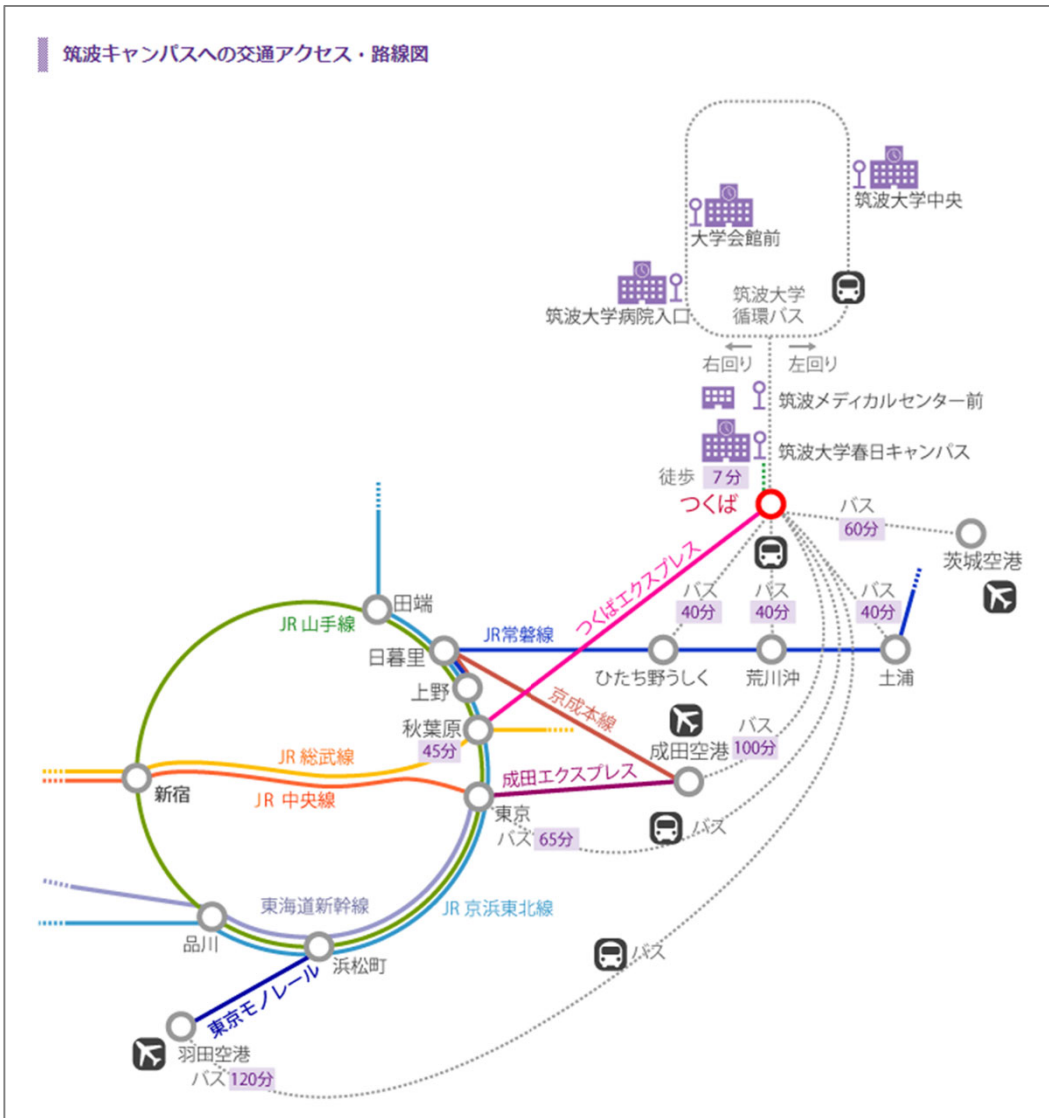 筑波キャンパスへの交通アクセス・路線図
筑波大学中央
大学会館前
筑波大学病院入口
筑波大学
循環バス
右回り
左回り
筑波メディカルセンター前
筑波大学春日キャンパス
徒歩 7分
つくば
バス
60分
茨城空港
つくばエクスプレス
バス
40分
バス
40分
バス
40分
田端
JR 山手線
日暮里
JR常磐線
ひたち野うしく
荒川沖
土浦
上野
京成本線
秋葉原
45分
成田空港
バス
100分
JR 総武線
成田エクスプレス
新宿
JR 中央線
東京
バス 65分
バス
東海道新幹線
JR 京浜東北線
品川
浜松町
バス
東京モノレール
羽田空港
バス 120分